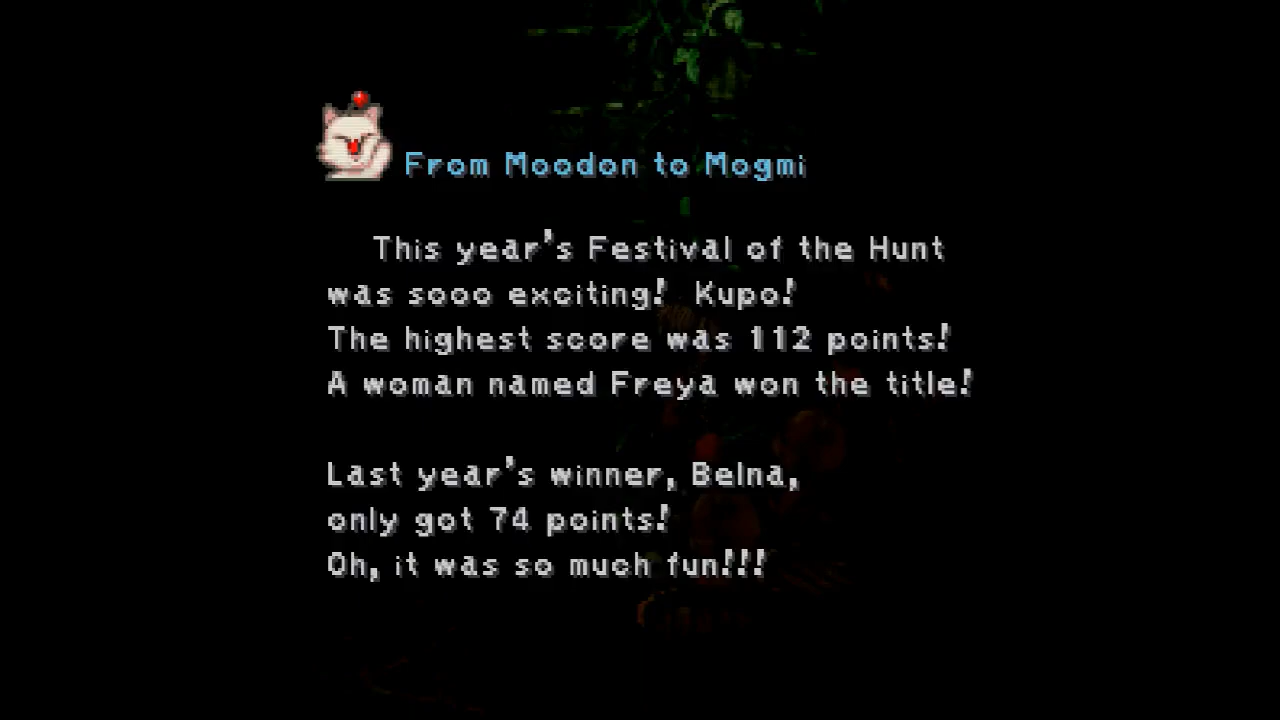 From Moodon to Mogmi
This year's Festival of the Hunt
was sooo exciting! Kupo!
The highest score was 112 points!
A woman named Freya won the title!
Last year's winner, Belna,
only got 74 points!
Oh, it was so much fun!!!